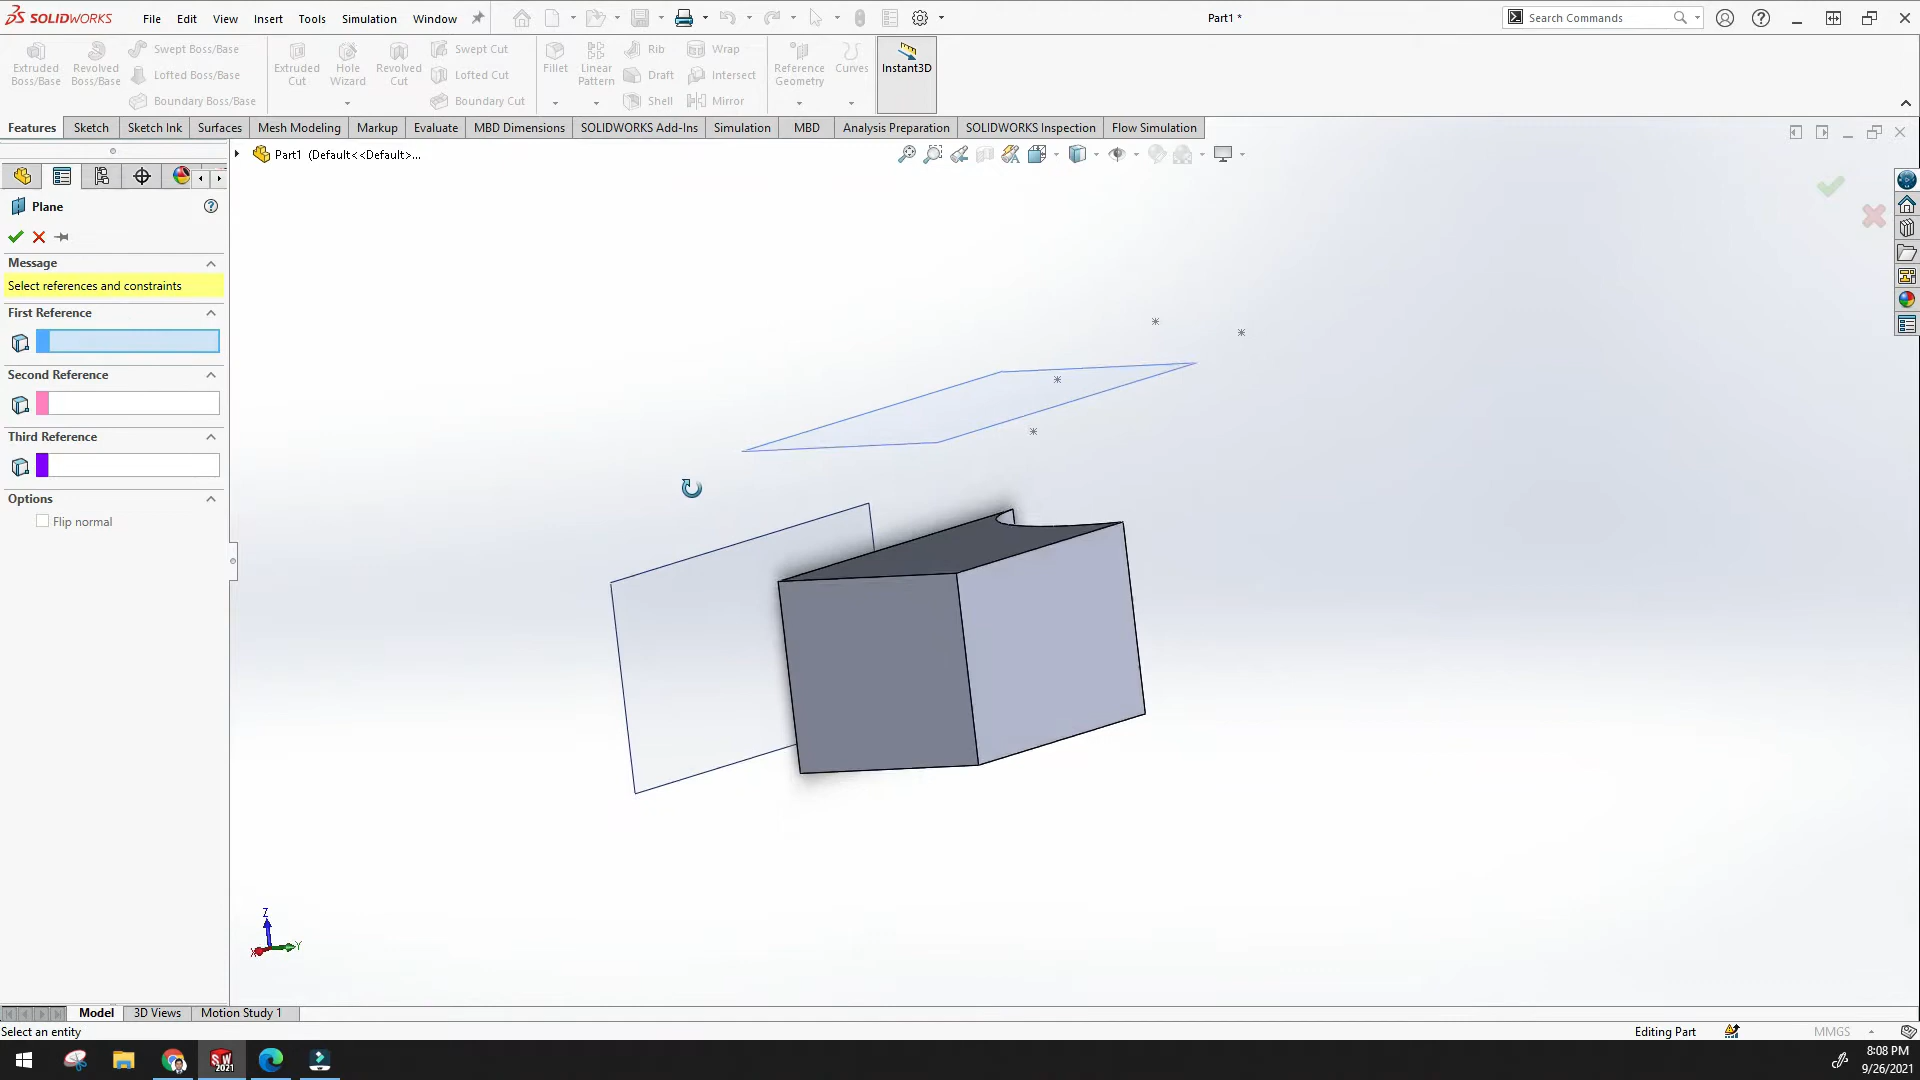 SOLIDWORKS File Edit View Insert Tools Simulation Window Part1 * Search Commands
Extruded Boss/Base
Revolved Boss/Base
Swept Boss/Base
Lofted Boss/Base
Boundary Boss/Base
Extruded Cut
Hole Wizard
Revolved Cut
Swept Cut
Lofted Cut
Boundary Cut
Fillet
Linear Pattern
Rib
Draft
Shell
Wrap
Intersect
Mirror
Reference Geometry
Curves
Instant3D
Features Sketch Sketch Ink Surfaces Sheet Metal Mesh Modeling Markup Evaluate MBD Dimensions SOLIDWORKS Add-Ins Simulation MBD Analysis Preparation SOLIDWORKS Inspection Flow Simulation
Part1 (Default<<Default>...
Plane
Message
Select references and constraints
First Reference
Second Reference
Third Reference
Options
Flip normal
Z
Y
X
Model 3D Views Motion Study 1
Select an entity Editing Part MMGS
SW 2021
8:08 PM
9/26/2021